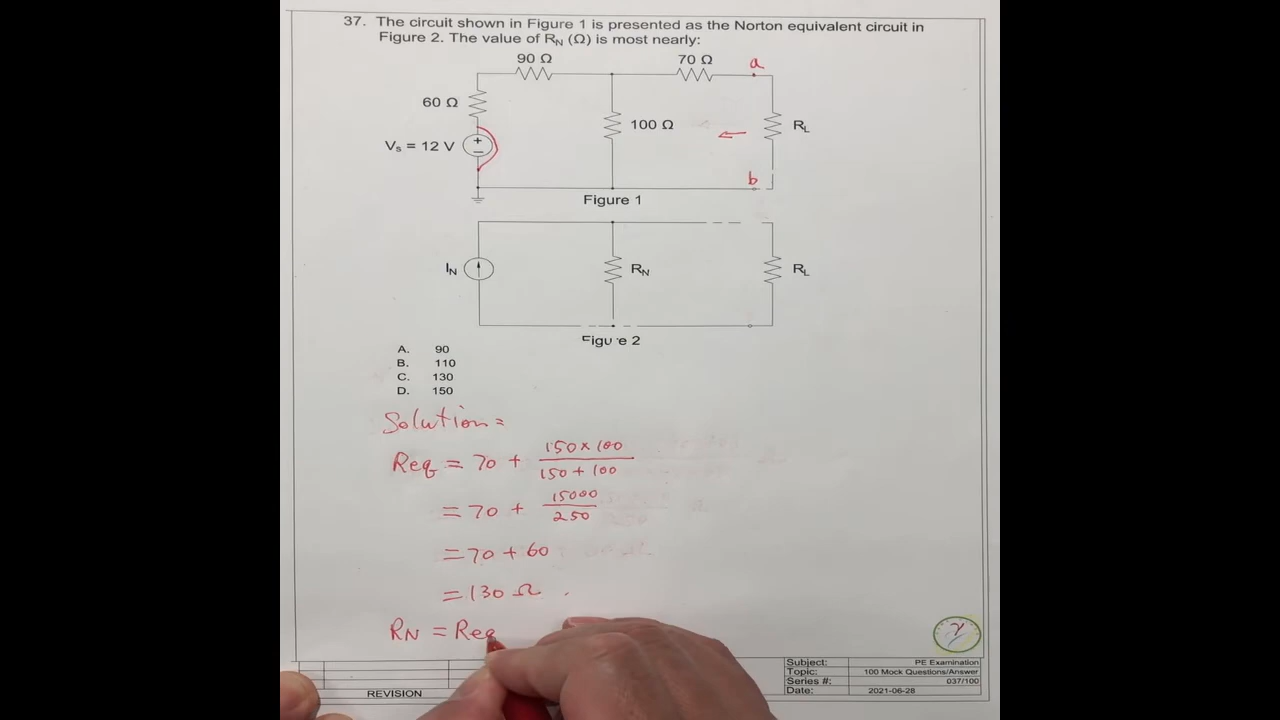 37. The circuit shown in Figure 1 is presented as the Norton equivalent circuit in
Figure 2. The value of RN (Ω) is most nearly:
90 Ω
70 Ω
a
60 Ω
100 Ω
RL
Vs = 12 V
+
−
b
Figure 1
IN
RN
RL
Figure 2
A. 90
B. 110
C. 130
D. 150
Solution =
Req = 70 + 150 x 100 / 150 + 100
= 70 + 15000 / 250
= 70 + 60
= 130 Ω
RN = Req
REVISION
Subject: PE Examination
Topic: 100 Mock Questions/Answer
Series #: 037/100
Date: 2021-06-28